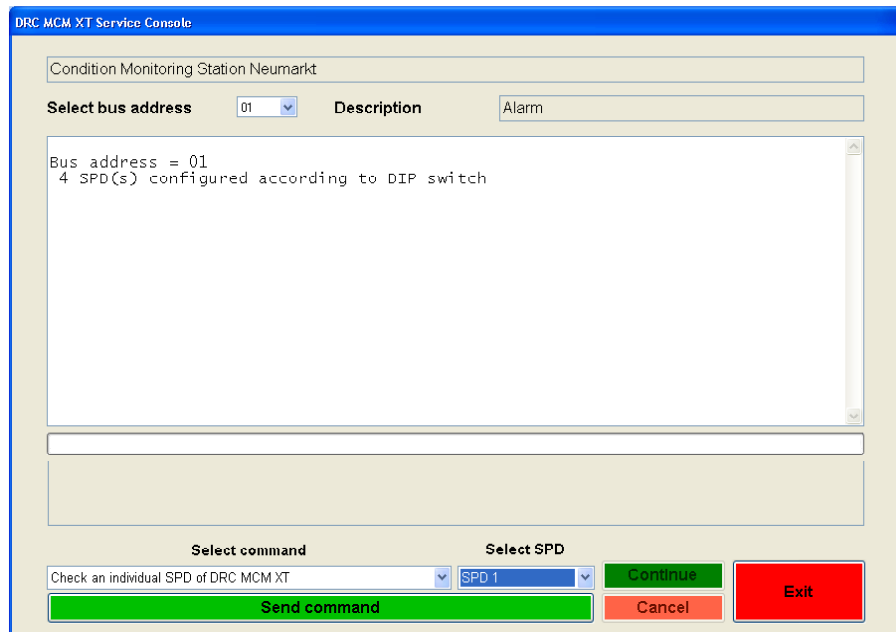 DRC MCM XT Service Console
Condition Monitoring Station Neumarkt
Select bus address 01 Description Alarm
Bus address = 01
4 SPD(s) configured according to DIP switch
Select command Select SPD
Check an individual SPD of DRC MCM XT SPD 1 Continue
Exit
Send command Cancel